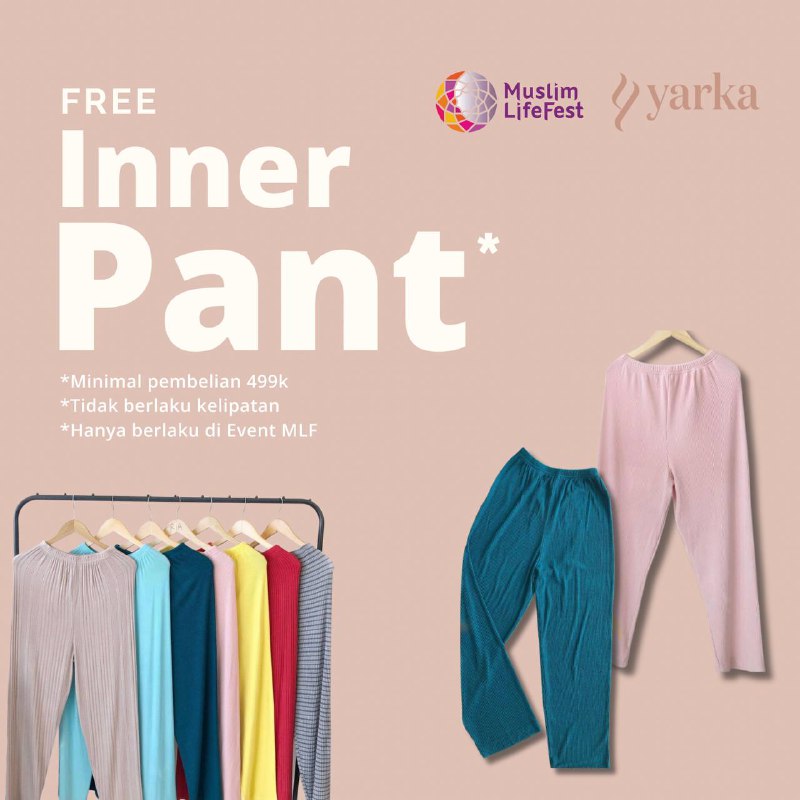 FREE
Inner
Pant*
*Minimal pembelian 499k
*Tidak berlaku kelipatan
*Hanya berlaku di Event MLF
Muslim
LifeFest
yarka